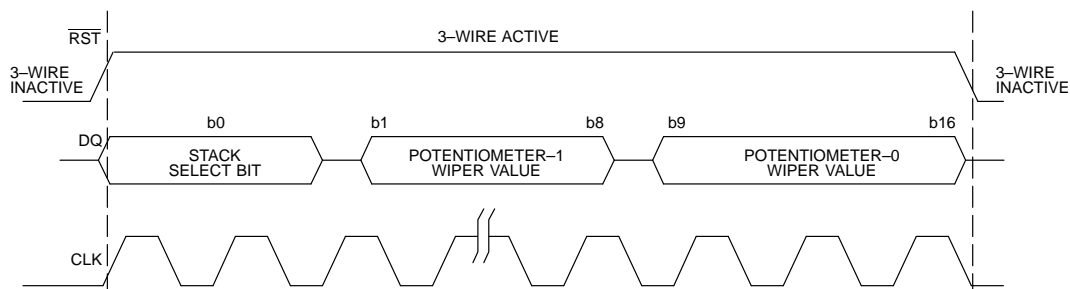 RST
3–WIRE ACTIVE
3–WIRE
INACTIVE
3–WIRE
INACTIVE
DQ
b0
b1
b8
b9
b16
STACK
SELECT BIT
POTENTIOMETER–1
WIPER VALUE
POTENTIOMETER–0
WIPER VALUE
CLK